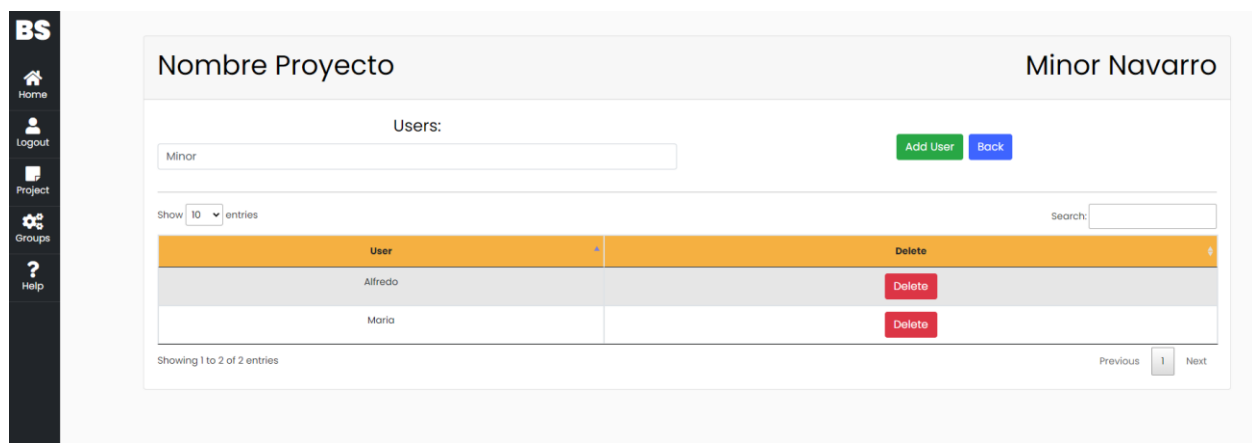 BS
Home
Logout
Project
Groups
Help
Nombre Proyecto Minor Navarro
Users:
Minor
Add User Back
Show 10 entries Search:
User Delete
Alfredo Delete
Maria Delete
Showing 1 to 2 of 2 entries Previous 1 Next